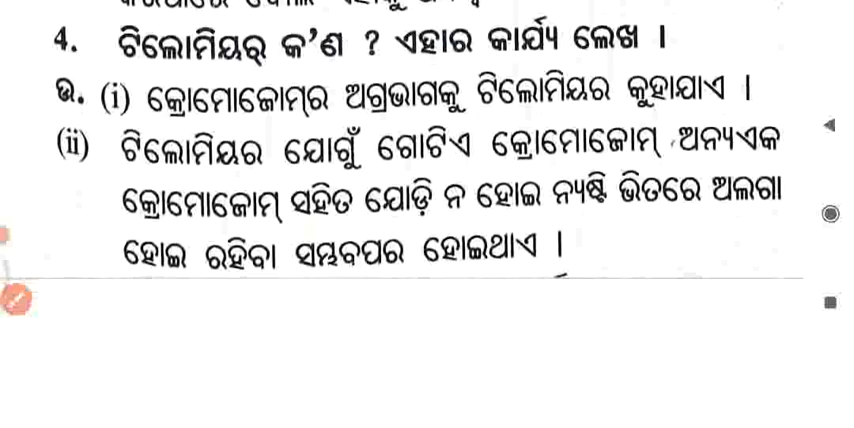 4. ଟିଲୋମିୟର୍ କ'ଣ ? ଏହାର କାର୍ଯ୍ୟ ଲେଖ ।
ଉ. (i) କ୍ରୋମୋଜୋମ୍‌ର ଅଗ୍ରଭାଗକୁ ଟିଲୋମିୟର କୁହାଯାଏ ।
(ii) ଟିଲୋମିୟର ଯୋଗୁଁ ଗୋଟିଏ କ୍ରୋମୋଜୋମ୍ ଅନ୍ୟଏକ
କ୍ରୋମୋଜୋମ୍ ସହିତ ଯୋଡ଼ି ନ ହୋଇ ନ୍ୟଷ୍ଟି ଭିତରେ ଅଲଗା
ହୋଇ ରହିବା ସମ୍ଭବପର ହୋଇଥାଏ ।